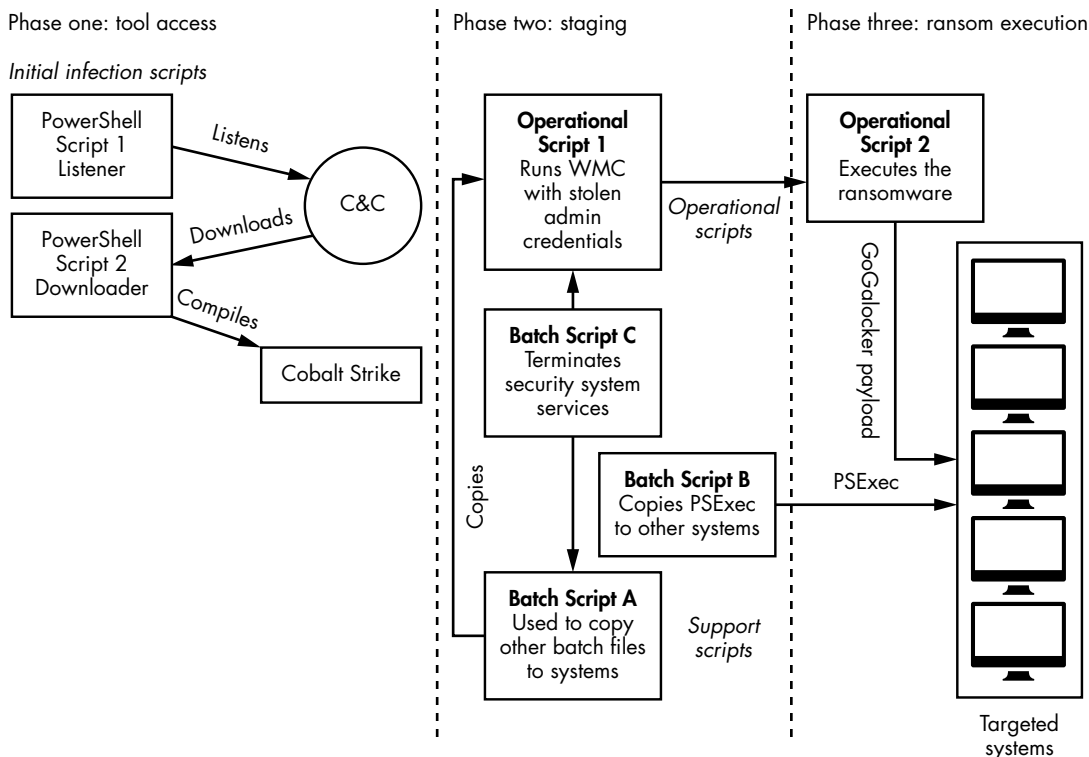 Phase one: tool access
Initial infection scripts
PowerShell
Script 1
Listener
Listens
C&C
Downloads
PowerShell
Script 2
Downloader
Compiles
Cobalt Strike
Phase two: staging
Operational
Script 1
Runs WMC
with stolen
admin
credentials
Operational
scripts
Batch Script C
Terminates
security system
services
Copies
Batch Script B
Copies PSExec
to other systems
Batch Script A
Used to copy
other batch files
to systems
Support
scripts
Phase three: ransom execution
Operational
Script 2
Executes the
ransomware
GoGalocker
payload
PSExec
Targeted
systems